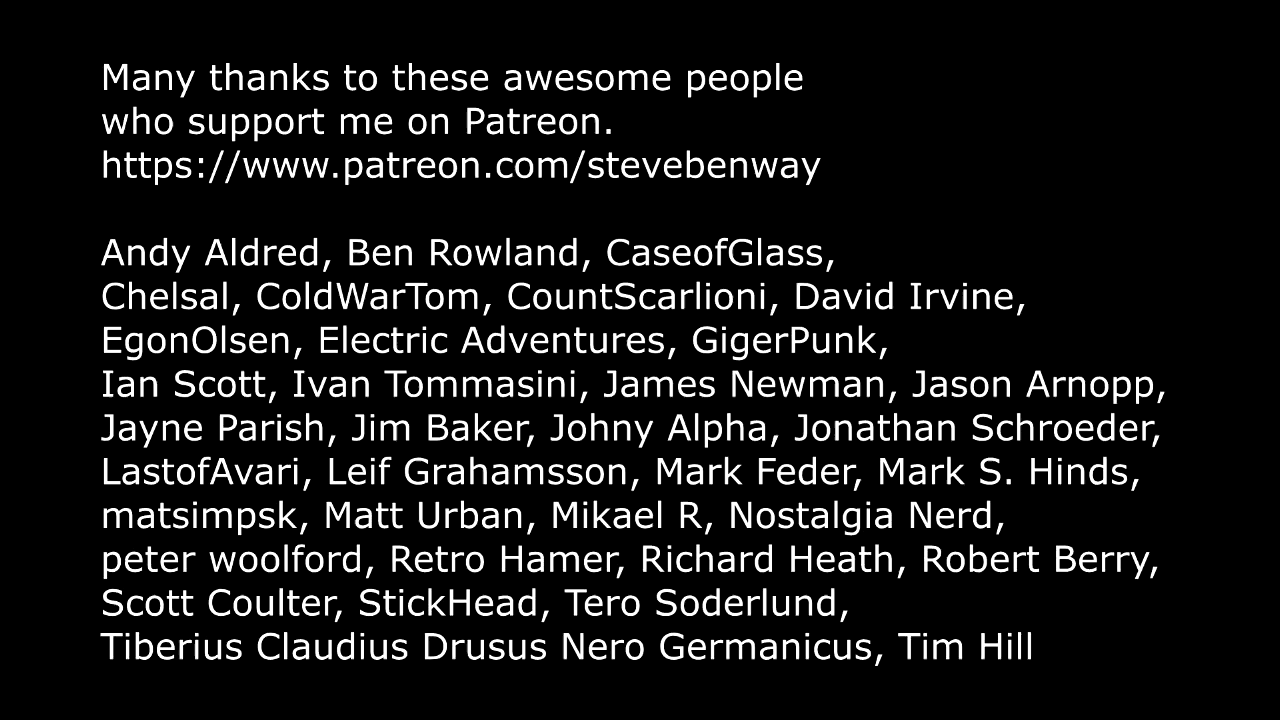 Many thanks to these awesome people
who support me on Patreon.
https://www.patreon.com/stevebenway
Andy Aldred, Ben Rowland, CaseofGlass,
Chelsal, ColdWarTom, CountScarlioni, David Irvine,
EgonOlsen, Electric Adventures, GigerPunk,
Ian Scott, Ivan Tommasini, James Newman, Jason Arnopp,
Jayne Parish, Jim Baker, Johny Alpha, Jonathan Schroeder,
LastofAvari, Leif Grahamsson, Mark Feder, Mark S. Hinds,
matsimpsk, Matt Urban, Mikael R, Nostalgia Nerd,
peter woolford, Retro Hamer, Richard Heath, Robert Berry,
Scott Coulter, StickHead, Tero Soderlund,
Tiberius Claudius Drusus Nero Germanicus, Tim Hill